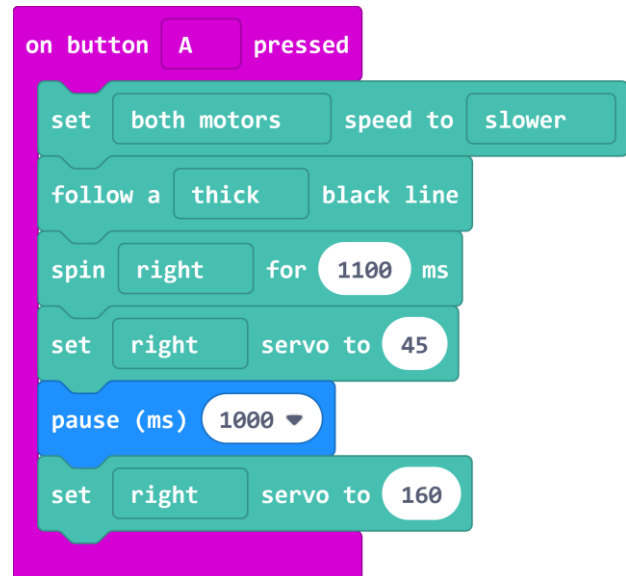 on button A pressed
set both motors speed to slower
follow a thick black line
spin right for 1100 ms
set right servo to 45
pause (ms) 1000
set right servo to 160